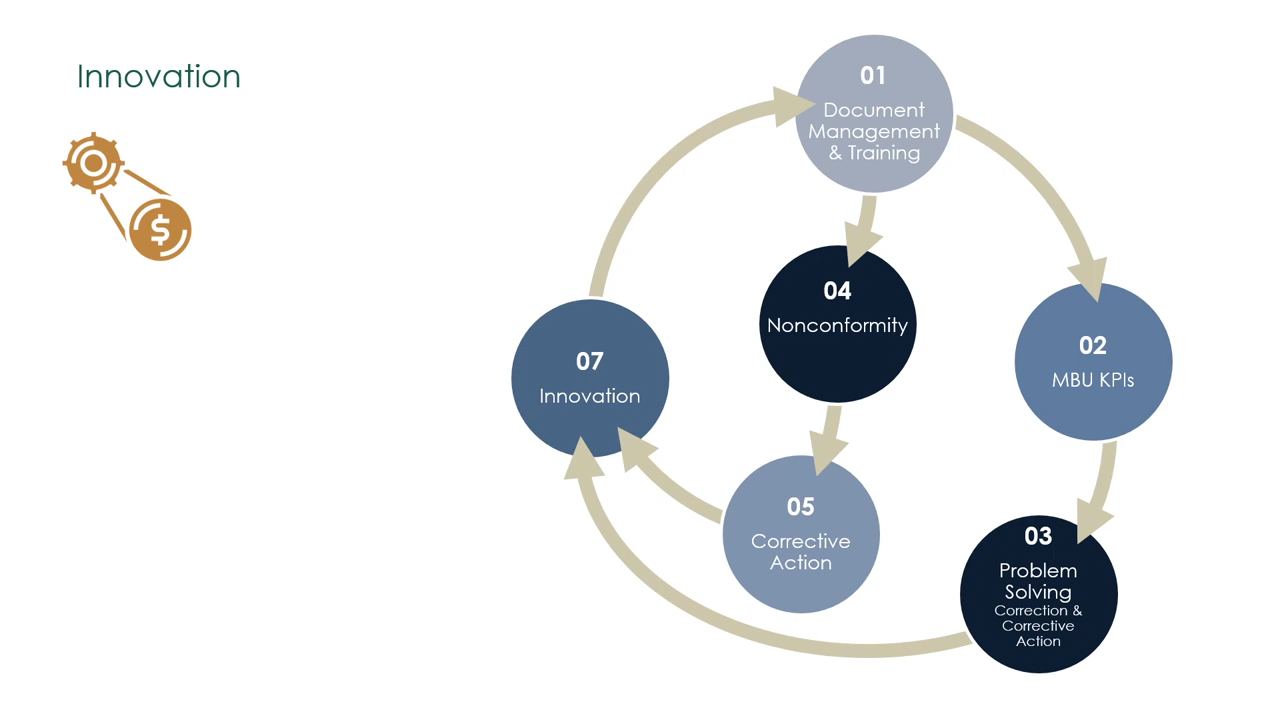 Innovation
$
01
Document
Management
& Training
02
MBU KPIs
03
Problem
Solving
Correction &
Corrective
Action
04
Nonconformity
05
Corrective
Action
07
Innovation